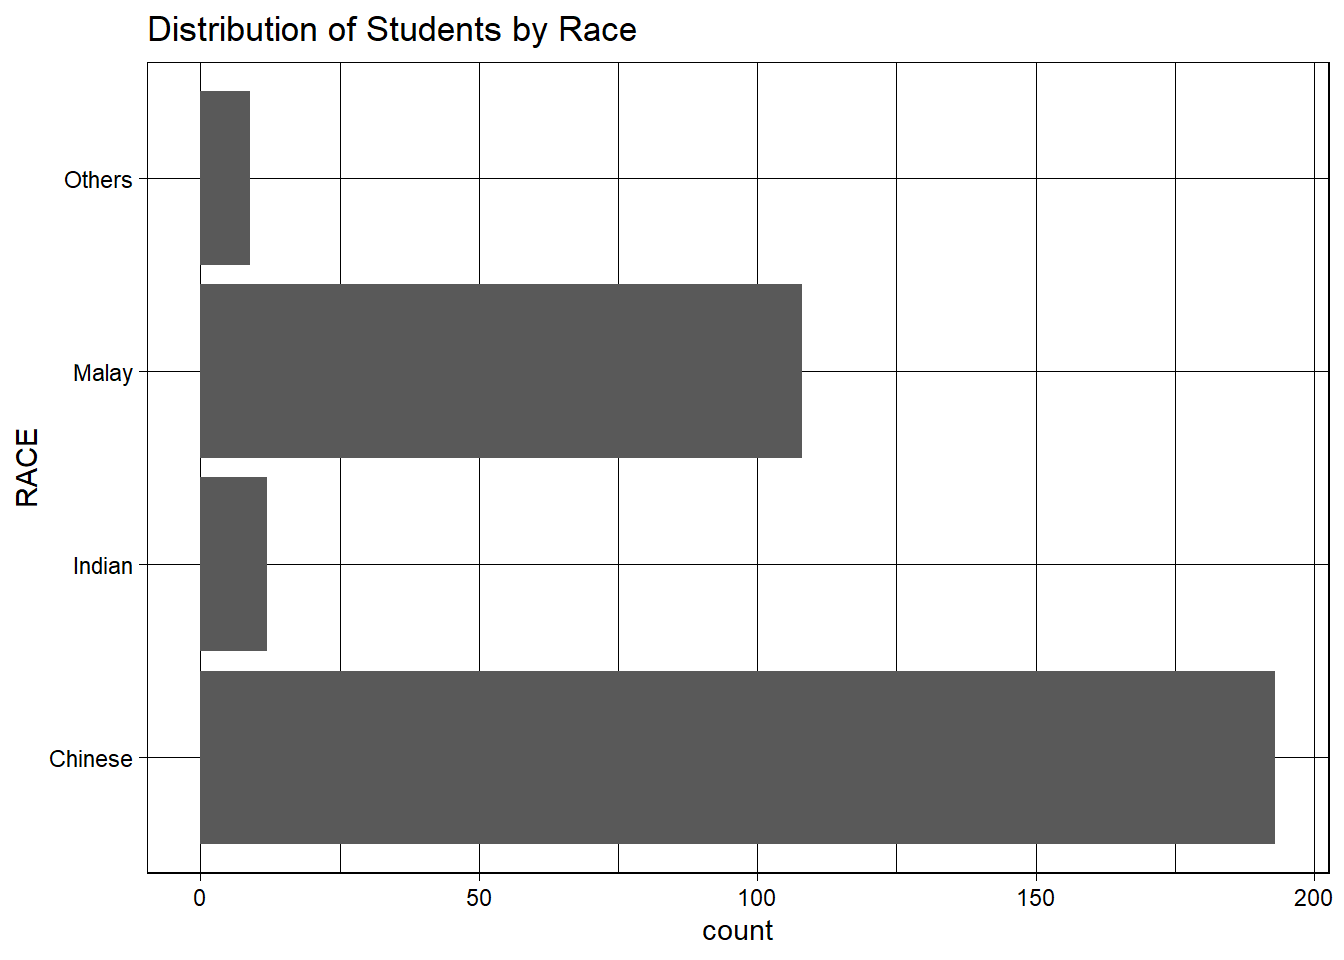 Distribution of Students by Race
Others
Malay
Indian
Chinese
RACE
0 50 100 150 200
count